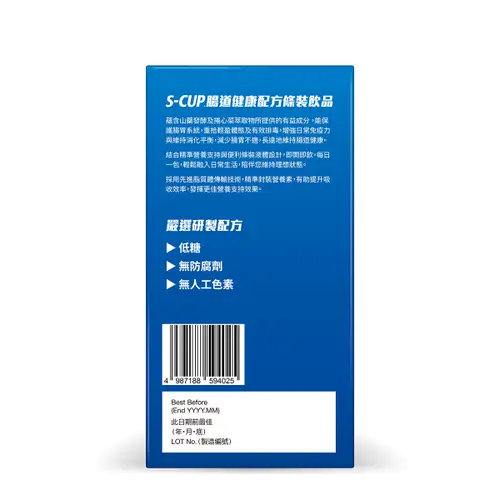 S-CUP腸道健康配方條裝飲品
蘊含山藥發酵及捲心菜萃取物所提供的有益成分，能保
護腸胃系統，重拾輕盈體態及有效排毒，增強日常免疫力
與維持消化平衡，減少腸胃不適，長遠地維持腸道健康。
結合精準營養支持與便利條裝液體設計，即開即飲，每日
一包，輕鬆融入日常生活，陪伴您維持理想狀態。
採用先進脂質體傳輸技術，精準封裝營養素，有助提升吸
收效率，發揮更佳營養支持效果。
嚴選研製配方
▶ 低糖
▶ 無防腐劑
▶ 無人工色素
4 987188 594025
Best Before
(End YYYY.MM)
此日期前最佳
（年，月，底）
LOT No.（製造編號）